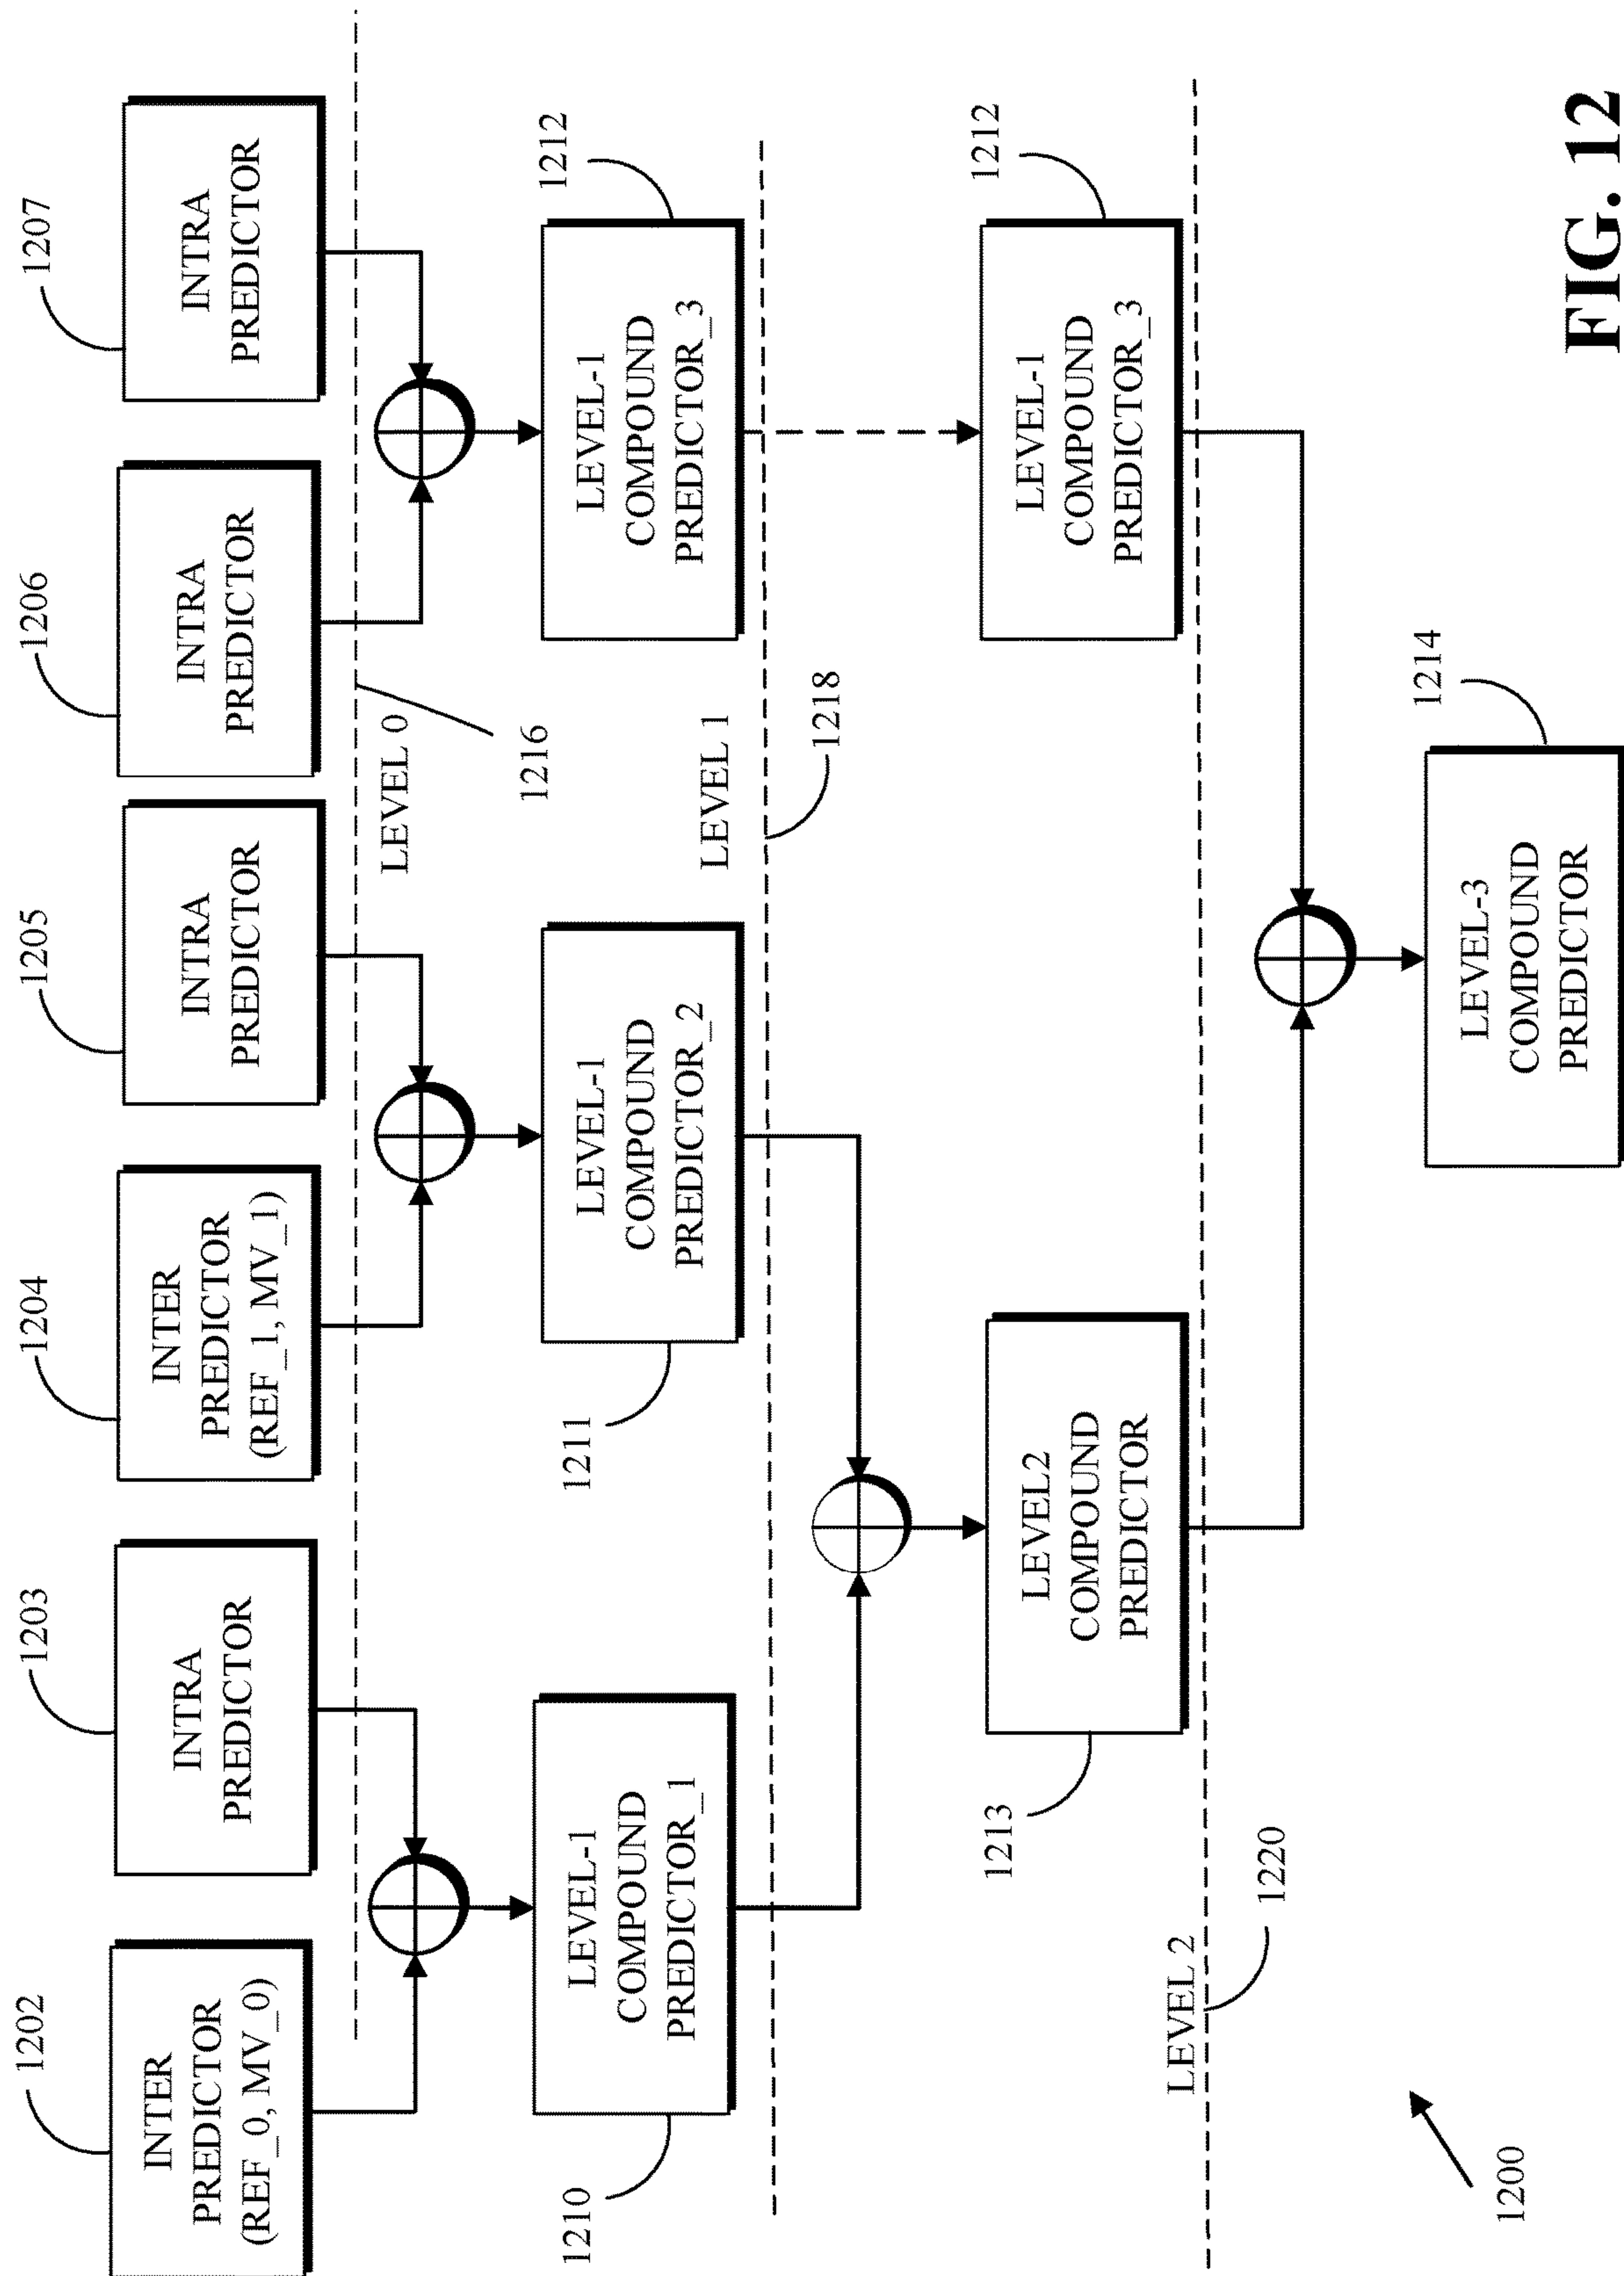 1202
1203
1204
1205
1206
1207
INTER
PREDICTOR
(REF_0, MV_0)
INTRA
PREDICTOR
INTER
PREDICTOR
(REF_1, MV_1)
INTRA
PREDICTOR
INTRA
PREDICTOR
INTRA
PREDICTOR
LEVEL 0
1216
LEVEL-1
COMPOUND
PREDICTOR_1
1210
LEVEL-1
COMPOUND
PREDICTOR_2
1211
LEVEL-1
COMPOUND
PREDICTOR_3
1212
LEVEL 1
1218
LEVEL2
COMPOUND
PREDICTOR
1213
LEVEL-1
COMPOUND
PREDICTOR_3
1212
LEVEL 2
1220
LEVEL-3
COMPOUND
PREDICTOR
1214
1200
FIG. 12